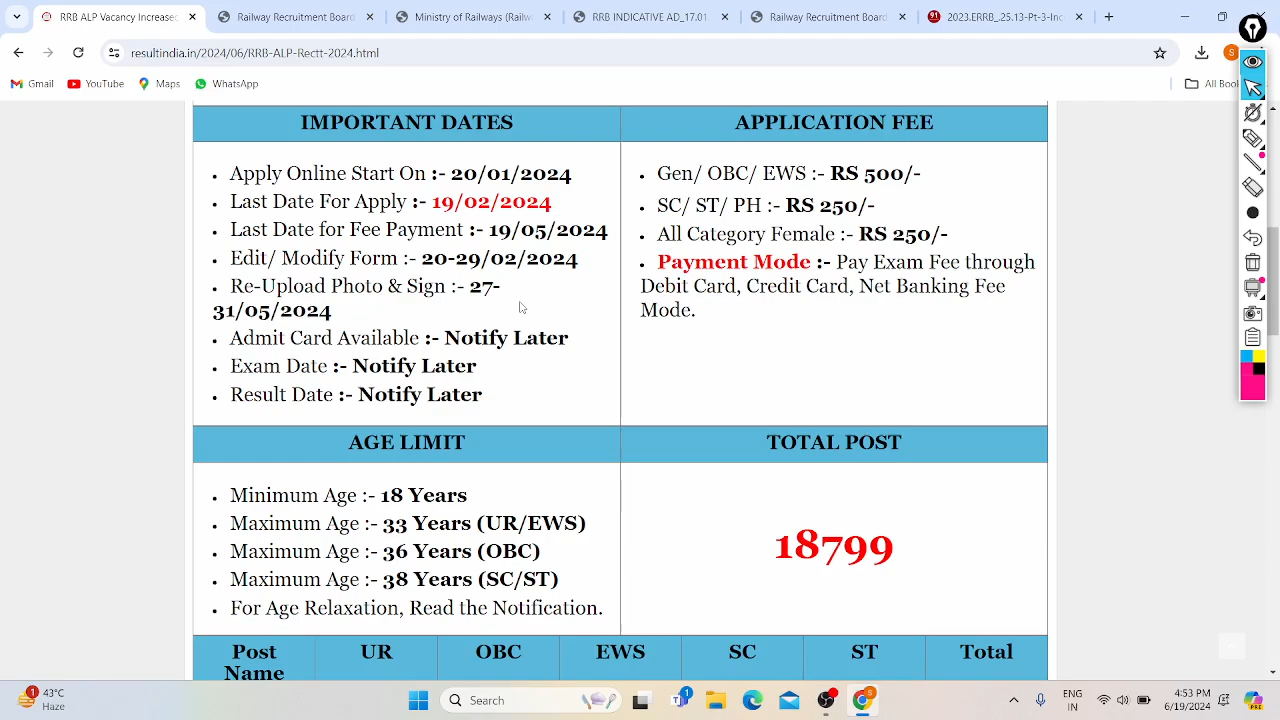 ALP Vacancy Increase
Railway Recruitment Board
Ministry of Railways (Railw
RRB INDICATIVE AD_17.0
Railway Recruitment Board
2023.ERRB_25.13-Pt-3-Inc
resultindia.in/2024/06/RRB-ALP-Rectt-2024.html
Gmail YouTube Maps WhatsApp All Book
IMPORTANT DATES
Apply Online Start On :- 20/01/2024
Last Date For Apply :- 19/02/2024
Last Date for Fee Payment :- 19/05/2024
Edit/ Modify Form :- 20-29/02/2024
Re-Upload Photo & Sign :- 27-
31/05/2024
Admit Card Available :- Notify Later
Exam Date :- Notify Later
Result Date :- Notify Later
APPLICATION FEE
Gen/ OBC/ EWS :- RS 500/-
SC/ ST/ PH :- RS 250/-
All Category Female :- RS 250/-
Payment Mode :- Pay Exam Fee through
Debit Card, Credit Card, Net Banking Fee
Mode.
AGE LIMIT
Minimum Age :- 18 Years
Maximum Age :- 33 Years (UR/EWS)
Maximum Age :- 36 Years (OBC)
Maximum Age :- 38 Years (SC/ST)
For Age Relaxation, Read the Notification.
TOTAL POST
18799
Post
Name
UR
OBC
EWS
SC
ST
Total
43°C
Haze
Search
ENG
IN
4:53 PM
6/19/2024